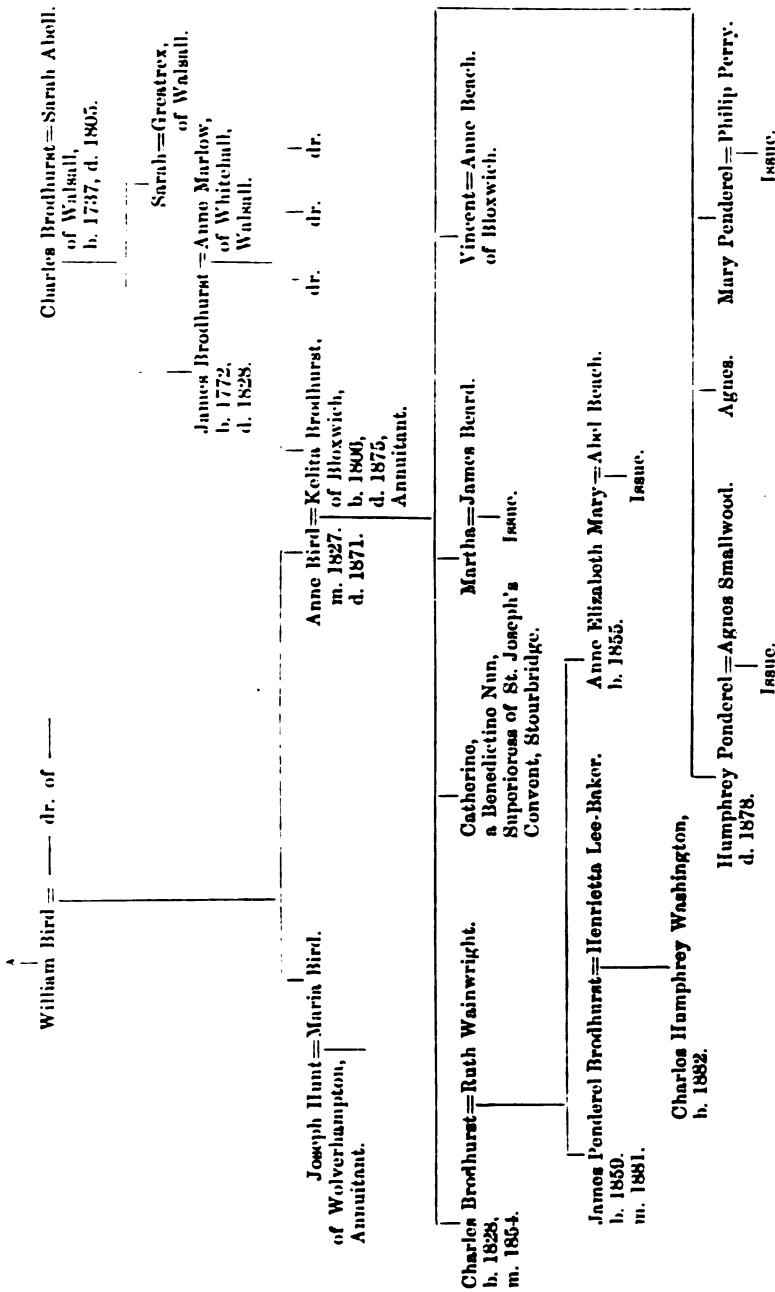 A
William Bird = —— dr. of ——
Charles Brodhurst=Sarah Abell.
of Walsall,
b. 1737, d. 1805.
Sarah=Greatrex,
of Walsall.
James Brodhurst=Anne Marlow,
b. 1772.
d. 1828.
of Whitehall,
Walsall.
Joseph Hunt=Maria Bird.
of Wolverhampton,
Annuitant.
Anne Bird=Kelita Brodhurst,
m. 1827.
d. 1871.
of Bloxwich,
b. 1806,
d. 1875,
Annuitant.
dr.
dr.
dr.
Charles Brodhurst=Ruth Wainwright.
b. 1828.
m. 1854.
Catherine,
a Benedictine Nun,
Superioress of St. Joseph's
Convent, Stourbridge.
Martha=James Beard.
Issue.
Vincent=Anne Beach.
of Bloxwich.
James Penderel Brodhurst=Henrietta Lee-Baker.
b. 1859.
m. 1881.
Anne Elizabeth Mary=Abel Beach.
b. 1855.
Issue.
Charles Humphrey Washington,
b. 1882.
Humphrey Penderel=Agnes Smallwood.
d. 1878.
Issue.
Agnes.
Mary Penderel=Philip Perry.
Issue.